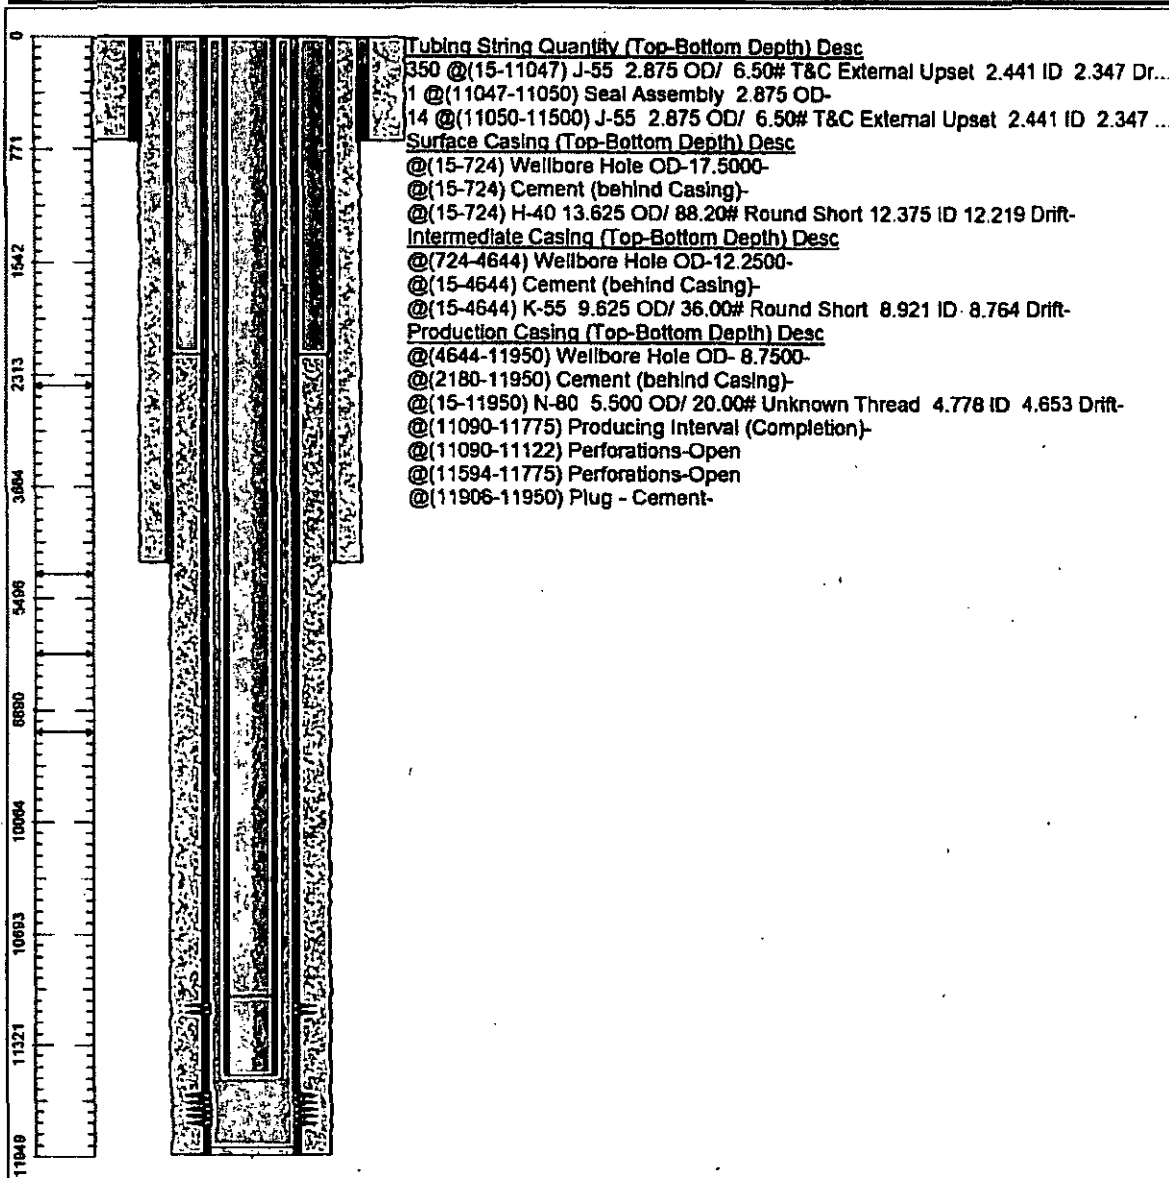 Tubing String Quantity (Top-Bottom Depth) Desc
350 @(15-11047) J-55 2.875 OD/ 6.50# T&C External Upset 2.441 ID 2.347 Dr...
1 @(11047-11050) Seal Assembly 2.875 OD-
14 @(11050-11500) J-55 2.875 OD/ 6.50# T&C External Upset 2.441 ID 2.347 ...
Surface Casing (Top-Bottom Depth) Desc
@(15-724) Wellbore Hole OD-17.5000-
@(15-724) Cement (behind Casing)-
@(15-724) H-40 13.625 OD/ 88.20# Round Short 12.375 ID 12.219 Drift-
Intermediate Casing (Top-Bottom Depth) Desc
@(724-4644) Wellbore Hole OD-12.2500-
@(15-4644) Cement (behind Casing)-
@(15-4644) K-55 9.625 OD/ 36.00# Round Short 8.921 ID 8.764 Drift-
Production Casing (Top-Bottom Depth) Desc
@(4644-11950) Wellbore Hole OD- 8.7500-
@(2180-11950) Cement (behind Casing)-
@(15-11950) N-80 5.500 OD/ 20.00# Unknown Thread 4.778 ID 4.653 Drift-
@(11090-11775) Producing Interval (Completion)-
@(11090-11122) Perforations-Open
@(11594-11775) Perforations-Open
@(11906-11950) Plug - Cement-
0
771
1542
2313
3684
5496
8890
10064
10693
11321
11949